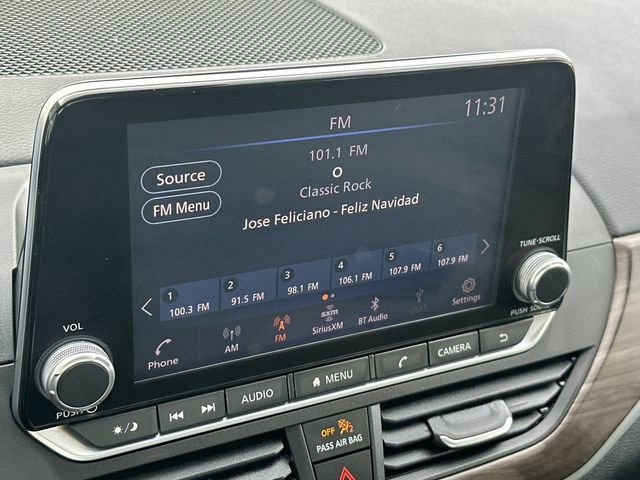 FM
11:31
101.1 FM
Source
Classic Rock
FM Menu
Jose Feliciano - Feliz Navidad
1 100.3 FM
2 91.5 FM
3 98.1 FM
4 106.1 FM
5 107.9 FM
6 107.9 FM
Phone
AM
FM
sxm
SiriusXM
BT Audio
Settings
VOL
PUSH
TUNE·SCROLL
AUDIO
MENU
CAMERA
OFF 2
PASS AIR BAG